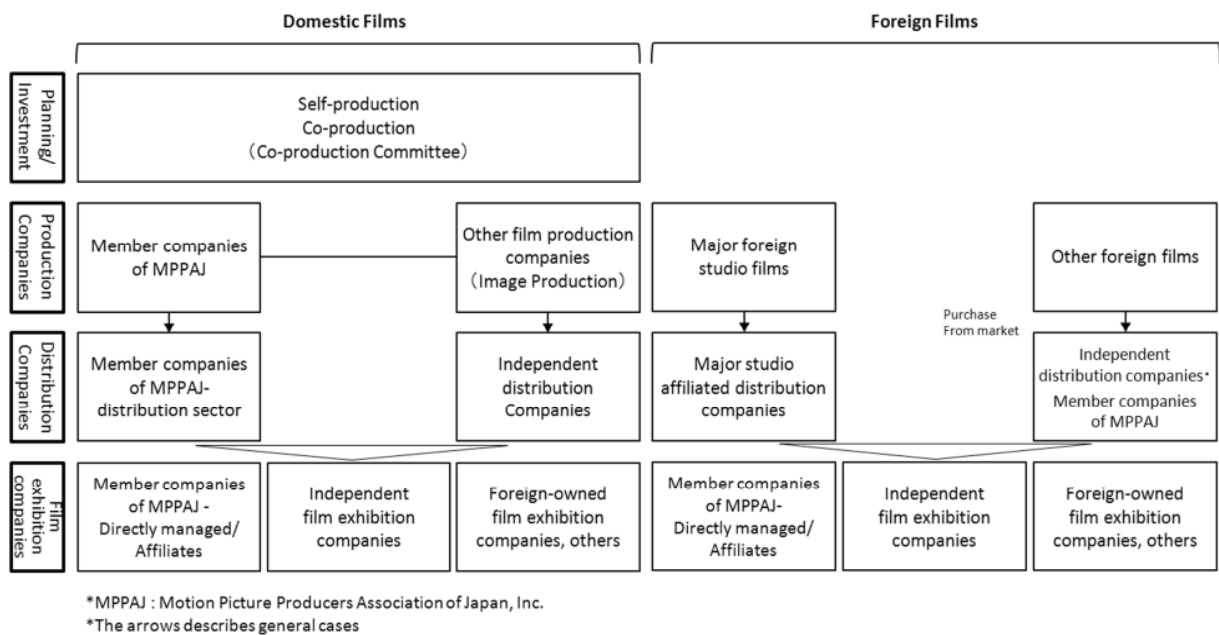 Domestic Films
Foreign Films
Planning/
Investment
Self-production
Co-production
（Co-production Committee）
Production
Companies
Member companies
of MPPAJ
Other film production
companies
（Image Production）
Major foreign
studio films
Other foreign films
Purchase
From market
Distribution
Companies
Member companies
of MPPAJ-
distribution sector
Independent
distribution
Companies
Major studio
affiliated distribution
companies
Independent
distribution companies・
Member companies
of MPPAJ
Film
exhibition
companies
Member companies
of MPPAJ -
Directly managed/
Affiliates
Independent
film exhibition
companies
Foreign-owned
film exhibition
companies, others
Member companies
of MPPAJ-
Directly managed/
Affiliates
Independent
film exhibition
companies
Foreign-owned
film exhibition
companies, others
*MPPAJ : Motion Picture Producers Association of Japan, Inc.
*The arrows describes general cases